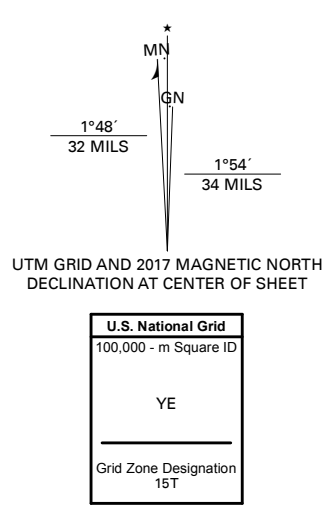 MN
GN
1°48´
32 MILS
1°54´
34 MILS
UTM GRID AND 2017 MAGNETIC NORTH
DECLINATION AT CENTER OF SHEET
U.S. National Grid
100,000 - m Square ID
YE
Grid Zone Designation
15T